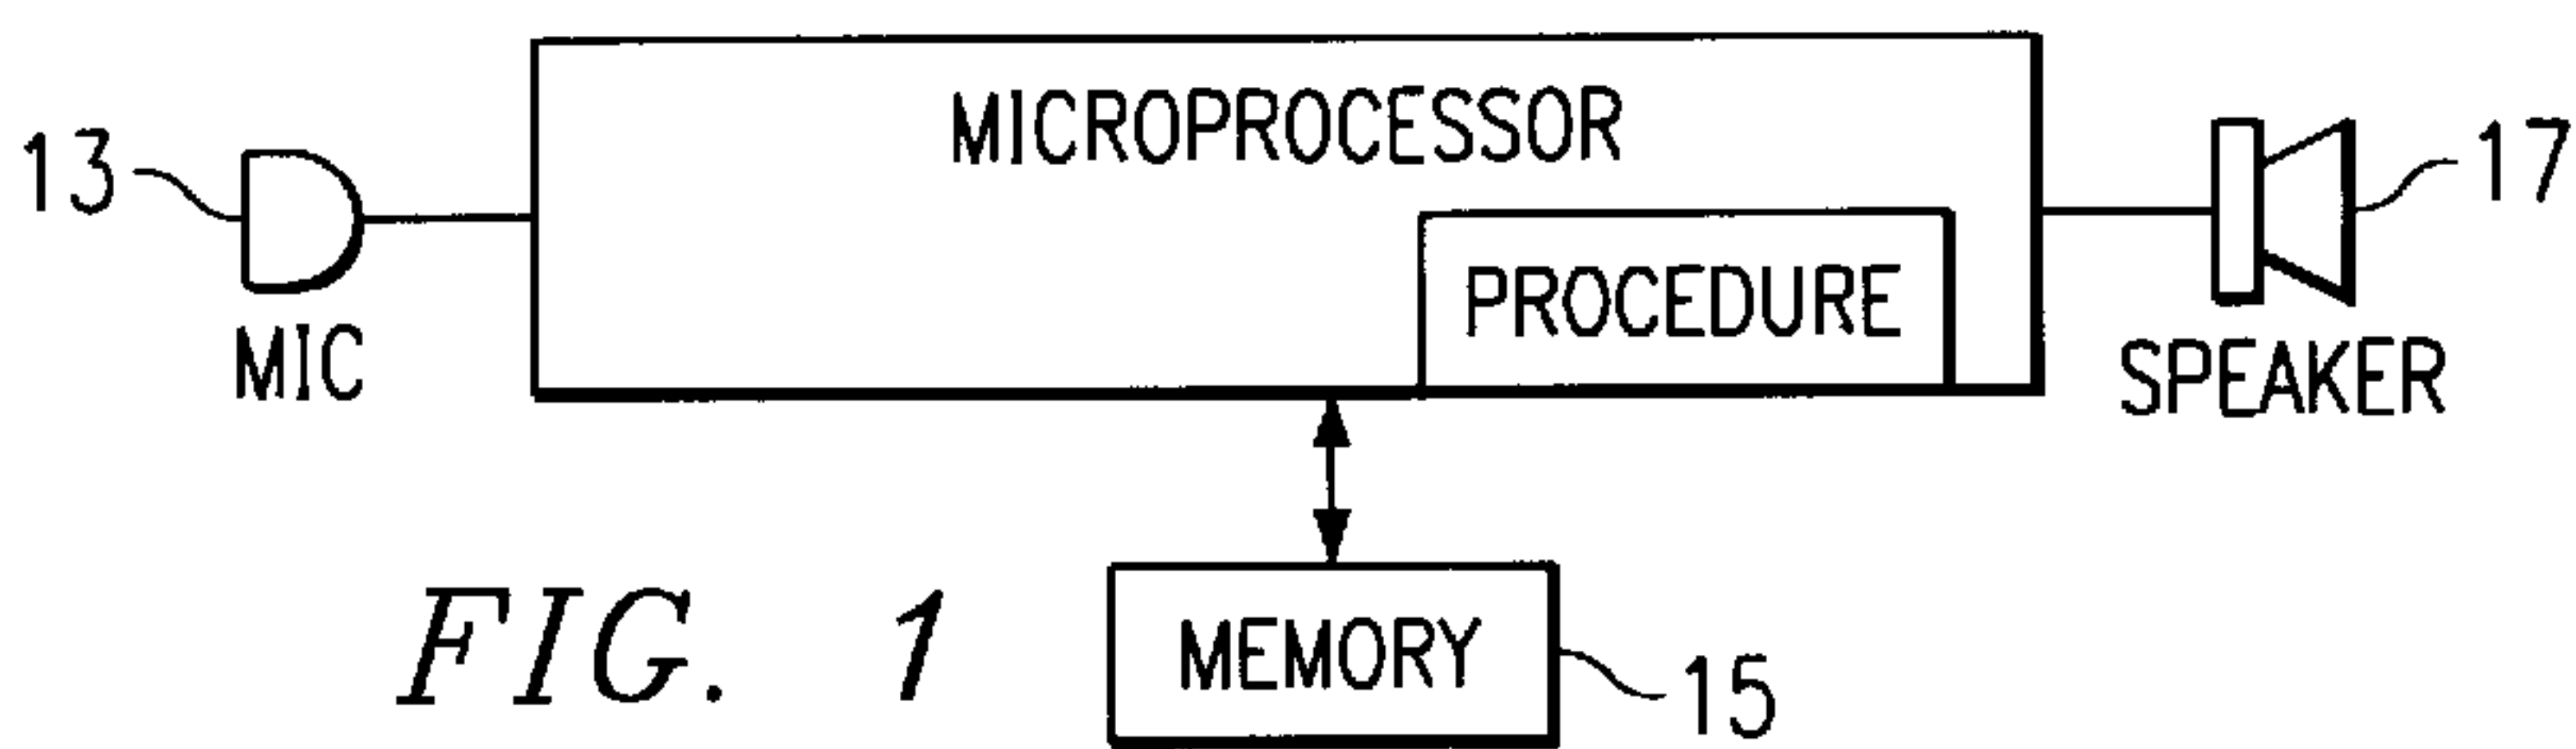 MICROPROCESSOR
13
17
PROCEDURE
MIC
SPEAKER
MEMORY
15
FIG. 1